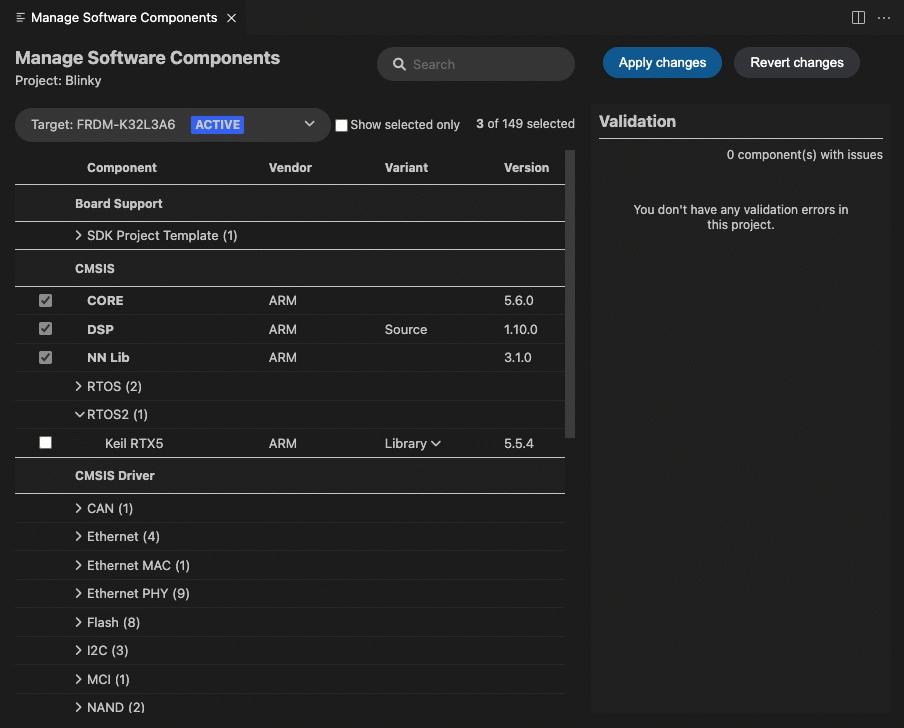 Manage Software Components
Manage Software Components
Project: Blinky
Search
Apply changes
Revert changes
Target: FRDM-K32L3A6 ACTIVE
Show selected only
3 of 149 selected
Validation
0 component(s) with issues
You don't have any validation errors in
this project.
Component Vendor Variant Version
Board Support
SDK Project Template (1)
CMSIS
CORE ARM 5.6.0
DSP ARM Source 1.10.0
NN Lib ARM 3.1.0
RTOS (2)
RTOS2 (1)
Keil RTX5 ARM Library 5.5.4
CMSIS Driver
CAN (1)
Ethernet (4)
Ethernet MAC (1)
Ethernet PHY (9)
Flash (8)
I2C (3)
MCI (1)
NAND (2)